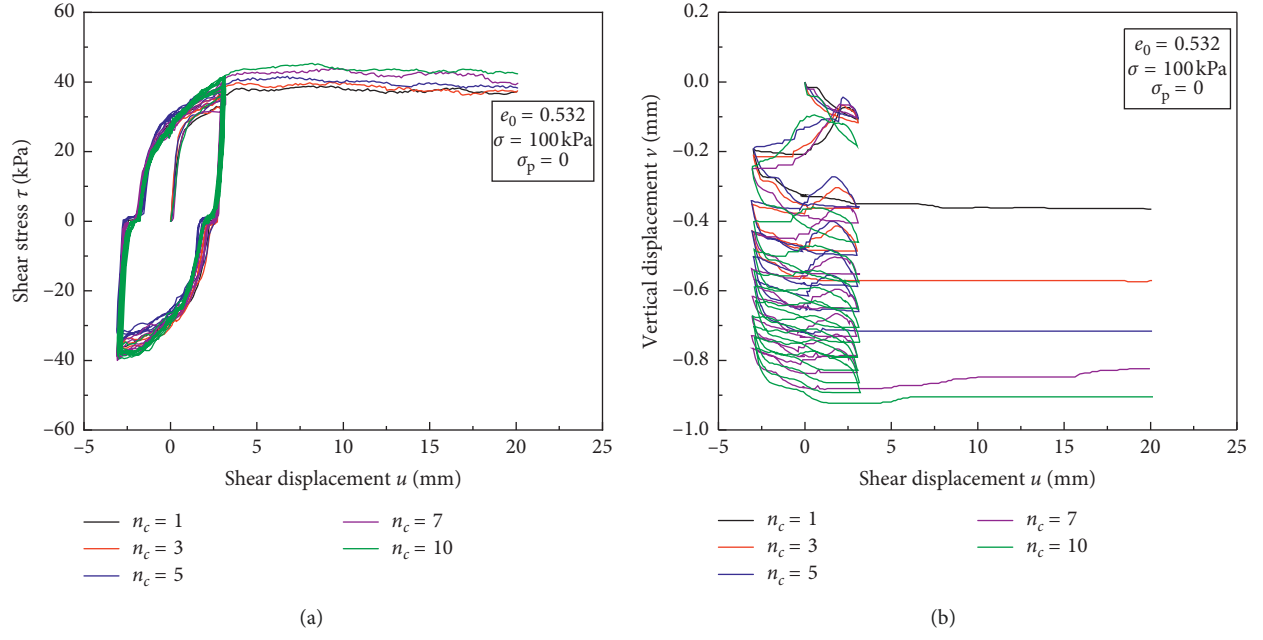 60
40
20
0
–20
–40
–60
Shear stress τ (kPa)
e0 = 0.532
σ = 100 kPa
σp = 0
–5
0
5
10
15
20
25
Shear displacement u (mm)
nc = 1
nc = 3
nc = 5
nc = 7
nc = 10
(a)
0.2
0.0
–0.2
–0.4
–0.6
–0.8
–1.0
Vertical displacement v (mm)
e0 = 0.532
σ = 100 kPa
σp = 0
–5
0
5
10
15
20
25
Shear displacement u (mm)
nc = 1
nc = 3
nc = 5
nc = 7
nc = 10
(b)